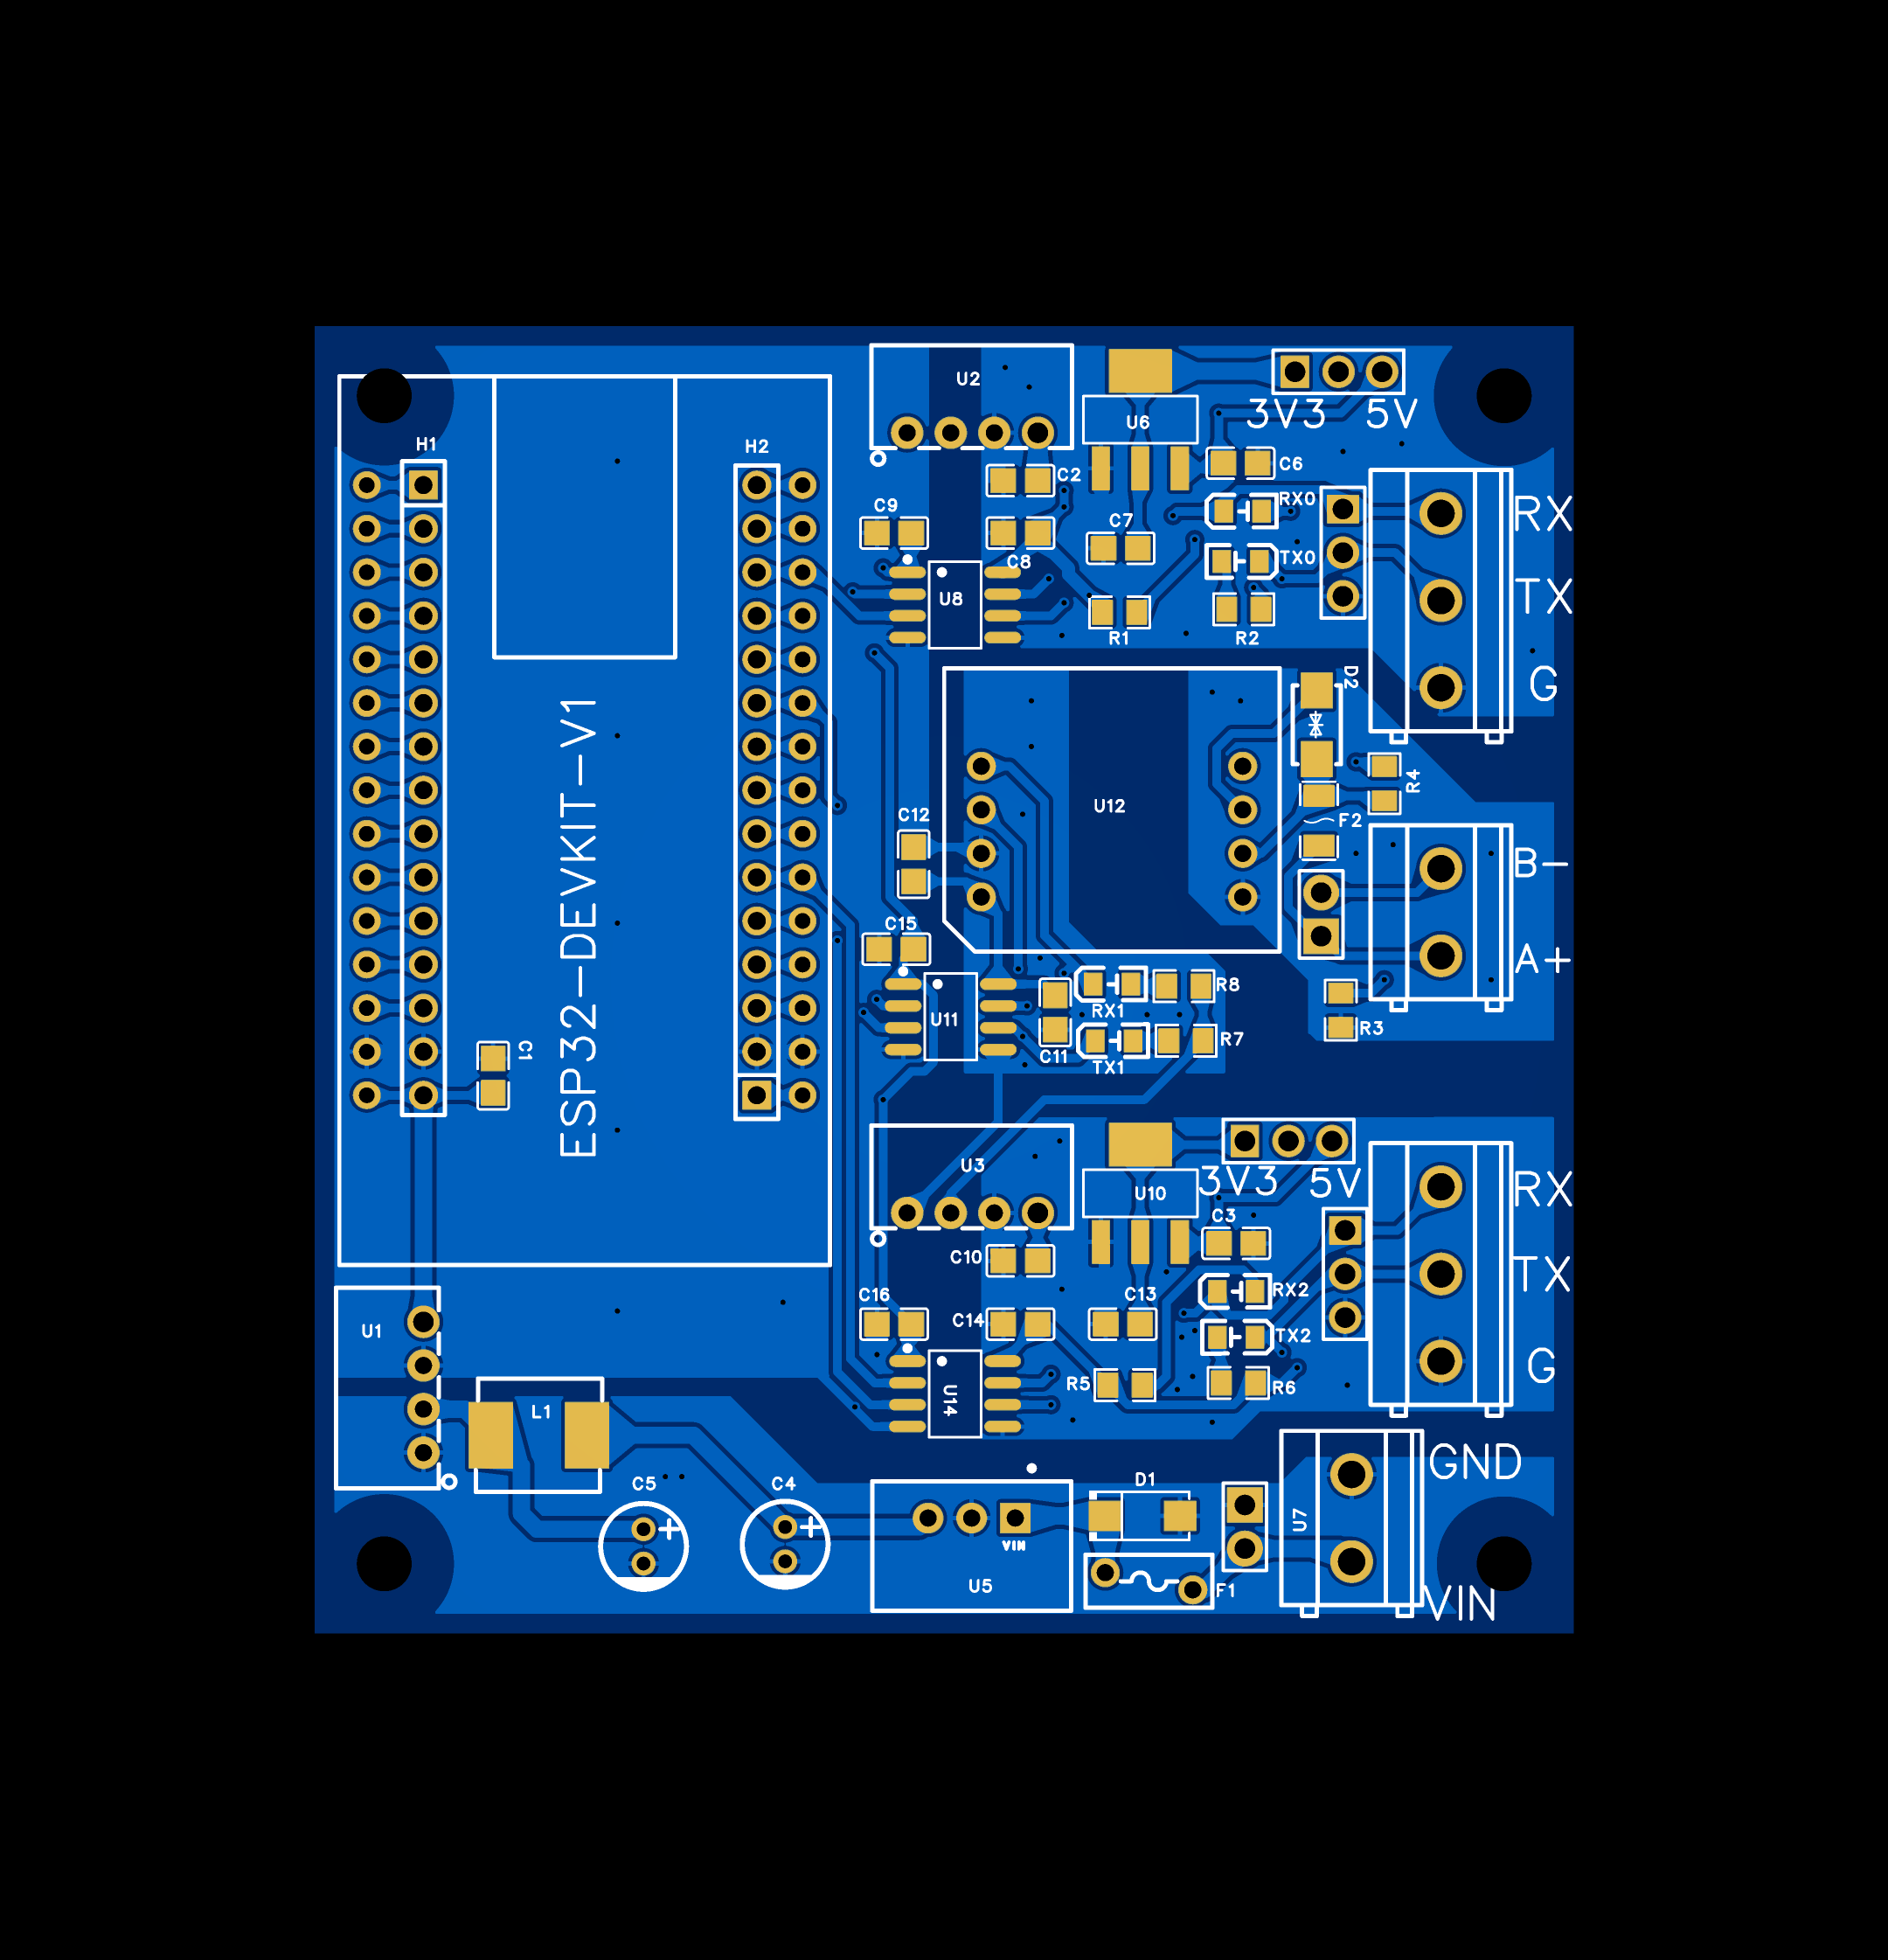 U2
3V3 5V
U6
H1
H2
C6
C2
RX0
RX
C9
C7
TX0
C8
TX
U8
R1
R2
D2
G
R4
ESP32-DEVKIT-V1
U12
C12
F2
B-
C15
A+
R8
RX1
U11
R3
C1
R7
C11
TX1
U3
3V3 5V
U10
RX
C3
C10
TX
RX2
C16
C13
C14
U1
TX2
G
R5
R6
U14
L1
GND
C5
C4
D1
U7
VIN
U5
F1
VIN